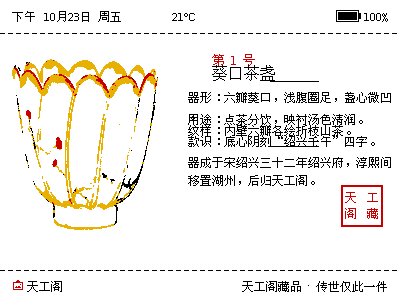 下午 10月23日 周五 21°C 100%
第 1 号
葵口茶盏
器形：六瓣葵口，浅腹圈足，盏心微凹
用途：点茶分饮，映衬汤色清润。
纹样：内壁六瓣各绘折枝山茶。
款识：底心阴刻“绍兴壬午”四字。
器成于宋绍兴三十二年绍兴府，淳熙间
移置湖州，后归天工阁。
天工
阁藏
天工阁 天工阁藏品 · 传世仅此一件